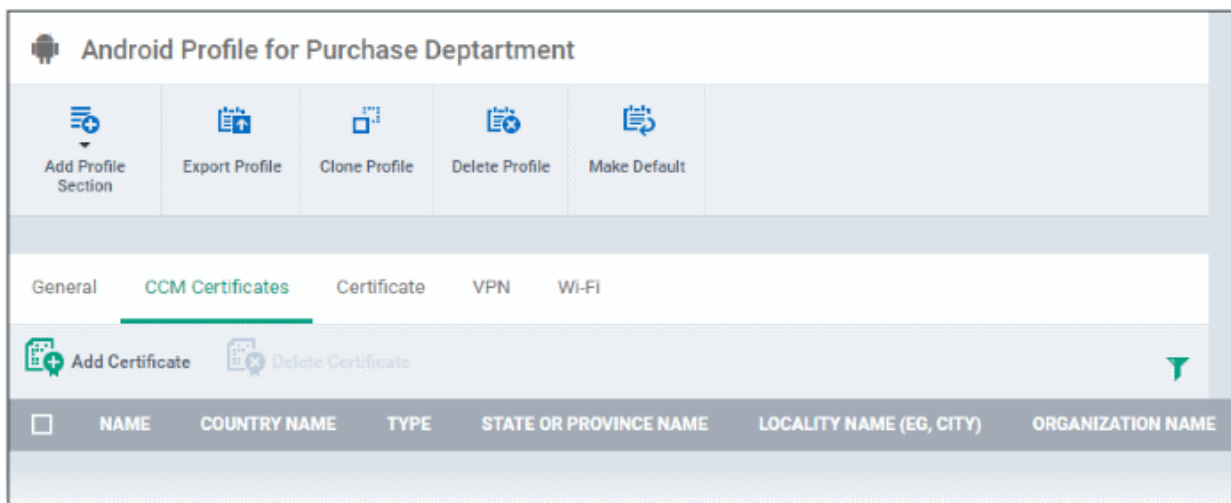 Android Profile for Purchase Deptartment
Add Profile Section
Export Profile
Clone Profile
Delete Profile
Make Default
General CCM Certificates Certificate VPN Wi-Fi
Add Certificate Delete Certificate
NAME COUNTRY NAME TYPE STATE OR PROVINCE NAME LOCALITY NAME (EG, CITY) ORGANIZATION NAME